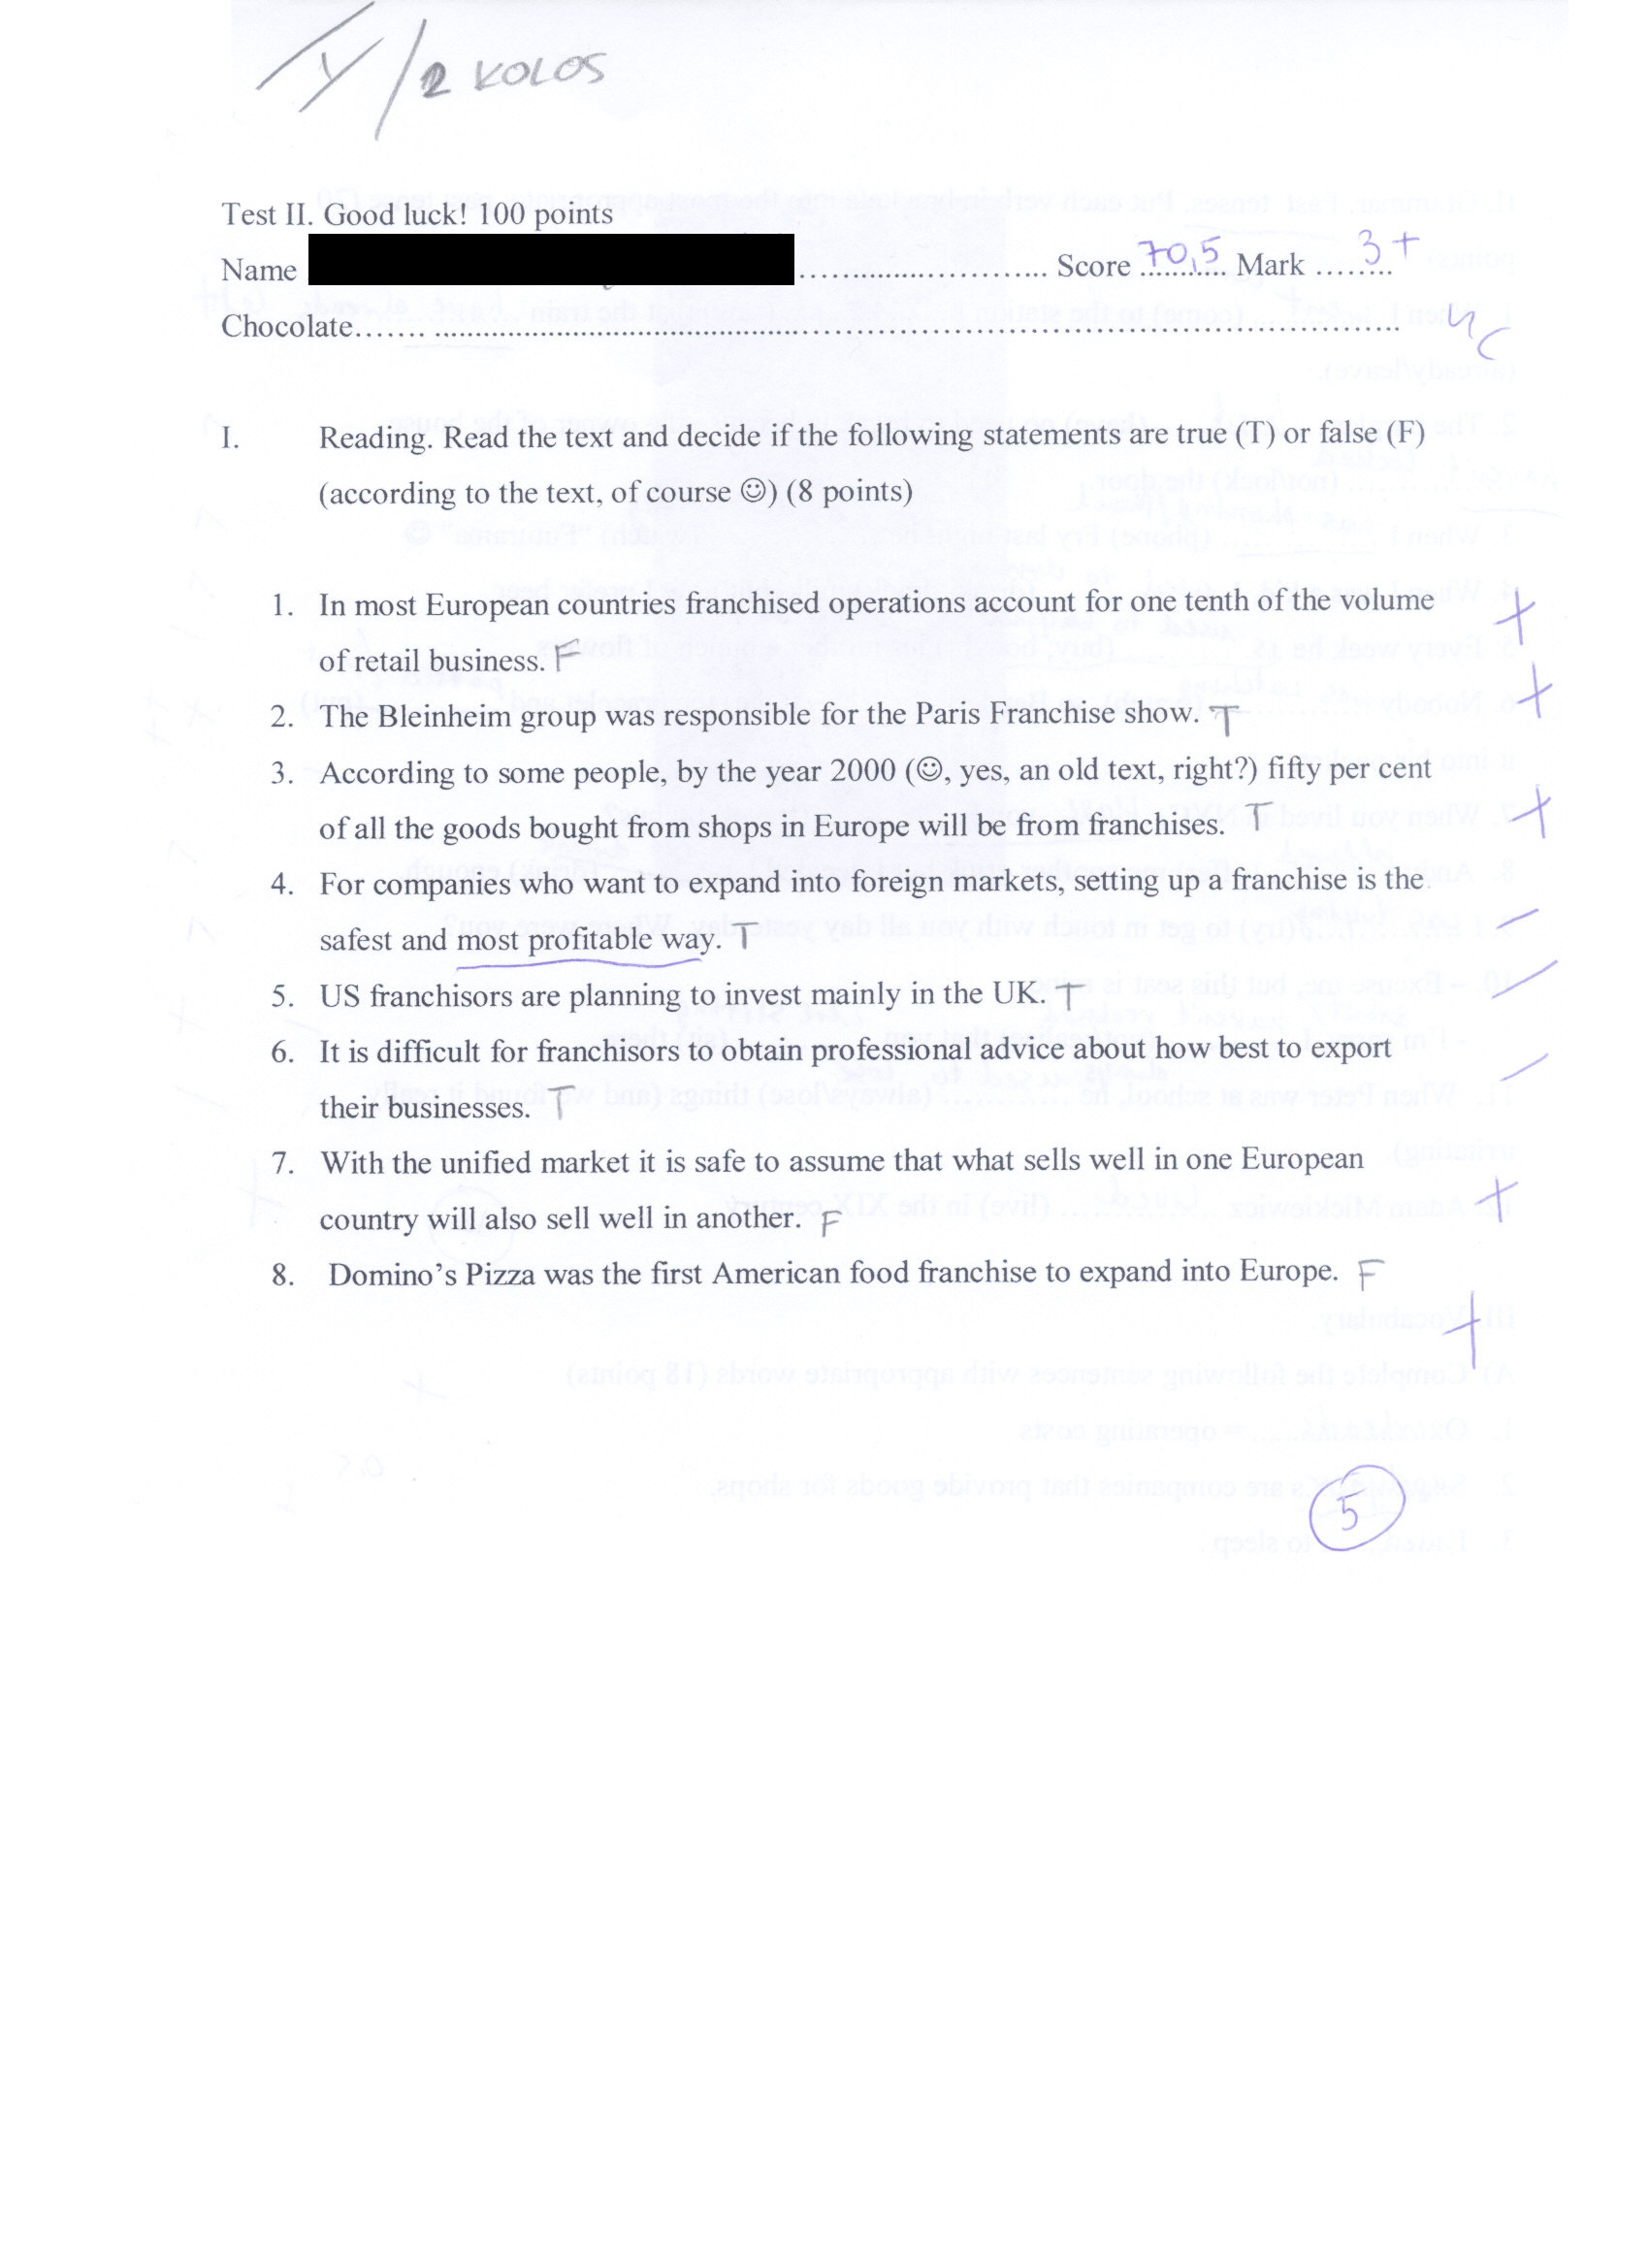 /2 KOLOS
Test II. Good luck! 100 points
Name ........................ Score 70,5 Mark 3+
Chocolate................................................................................
I. Reading. Read the text and decide if the following statements are true (T) or false (F)
(according to the text, of course ☺) (8 points)
1. In most European countries franchised operations account for one tenth of the volume +
of retail business. F
2. The Bleinheim group was responsible for the Paris Franchise show. T +
3. According to some people, by the year 2000 (☺, yes, an old text, right?) fifty per cent
of all the goods bought from shops in Europe will be from franchises. T +
4. For companies who want to expand into foreign markets, setting up a franchise is the
safest and most profitable way. T –
5. US franchisors are planning to invest mainly in the UK. T –
6. It is difficult for franchisors to obtain professional advice about how best to export –
their businesses. T
7. With the unified market it is safe to assume that what sells well in one European
country will also sell well in another. F +
8. Domino’s Pizza was the first American food franchise to expand into Europe. F
+
5